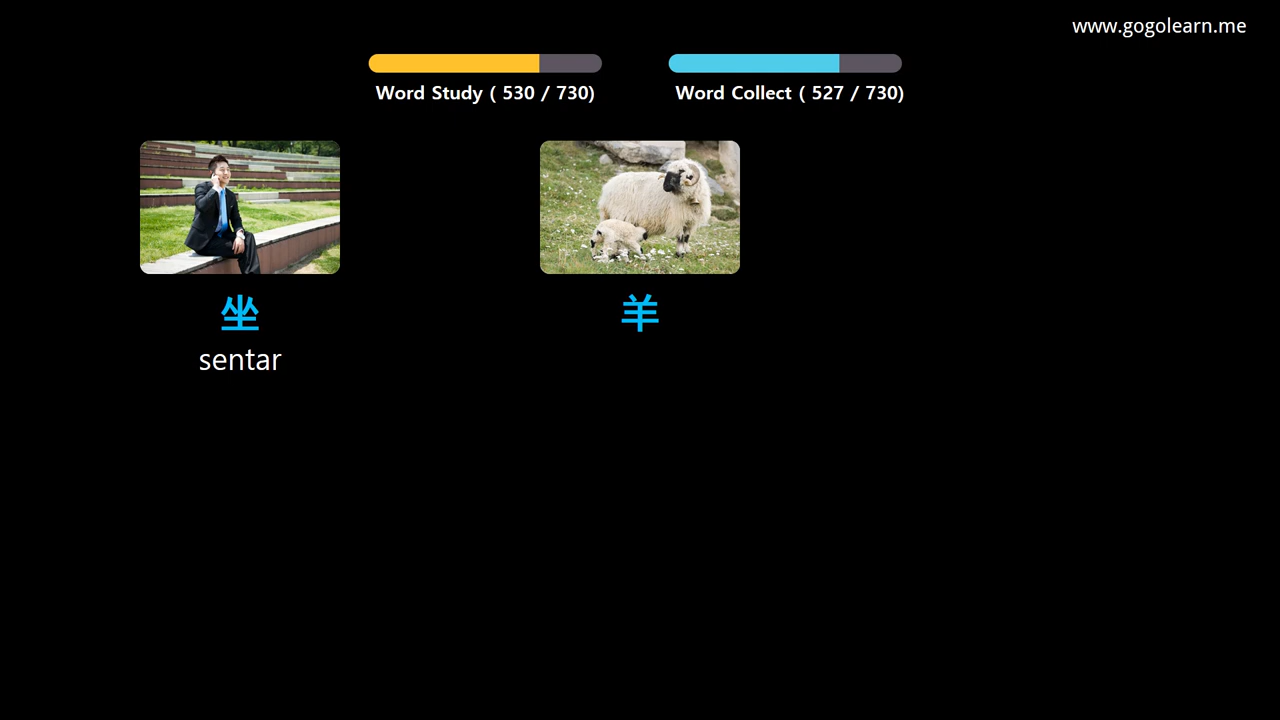 www.gogolearn.me
Word Study ( 530 / 730)
Word Collect ( 527 / 730)
坐
羊
sentar